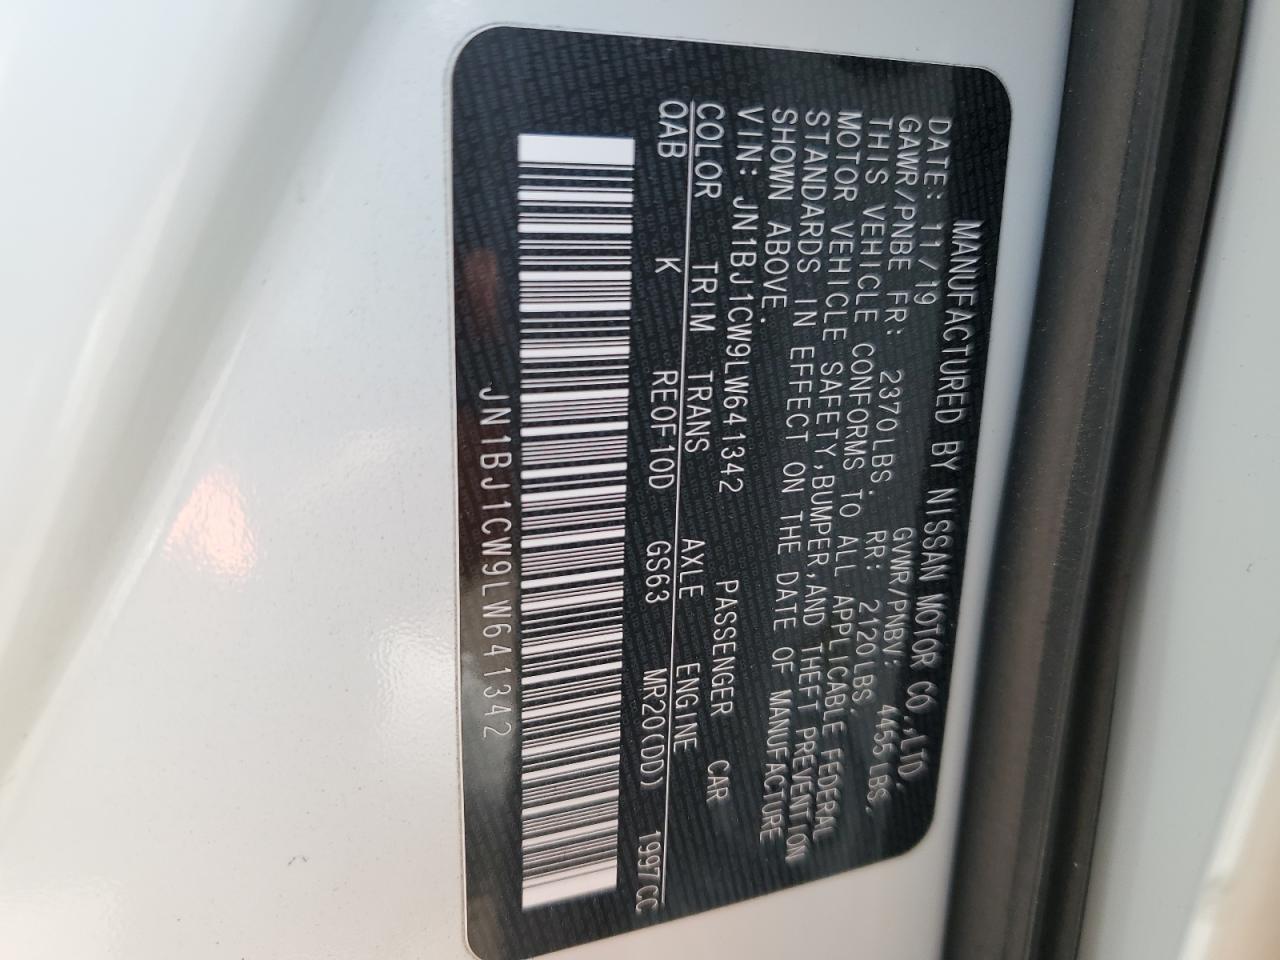 MANUFACTURED BY NISSAN MOTOR CO.,LTD.
DATE: 11/19 GVWR/PNBV: 4455 LBS.
GAWR/PNBE FR: 2370LBS. RR: 2120LBS.
THIS VEHICLE CONFORMS TO ALL APPLICABLE FEDERAL
MOTOR VEHICLE SAFETY,BUMPER,AND THEFT PREVENTION
STANDARDS IN EFFECT ON THE DATE OF MANUFACTURE
SHOWN ABOVE.
VIN: JN1BJ1CW9LW641342 PASSENGER CAR
COLOR TRIM TRANS AXLE ENGINE
QAB K RE0F10D GS63 MR20(DD) 1997CC
JN1BJ1CW9LW641342